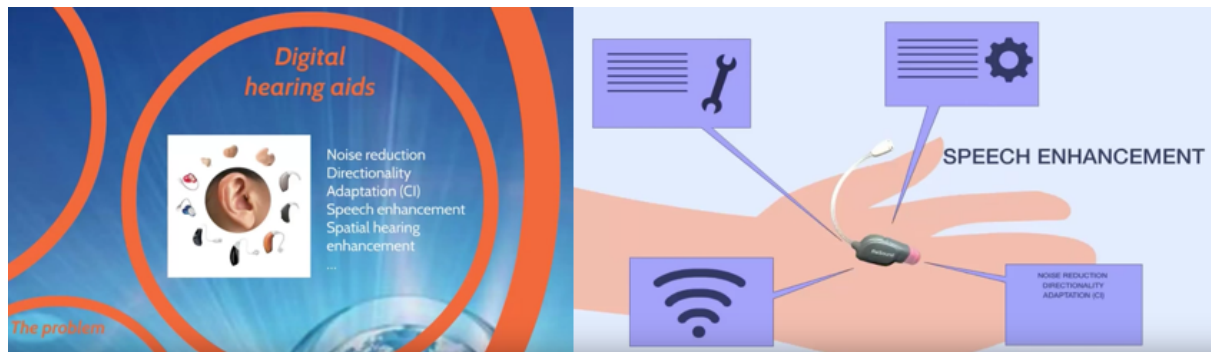 Digital
hearing aids
Noise reduction
Directionality
Adaptation (CI)
Speech enhancement
Spatial hearing
enhancement
...
The problem
SPEECH ENHANCEMENT
NOISE REDUCTION
DIRECTIONALITY
ADAPTATION (CI)